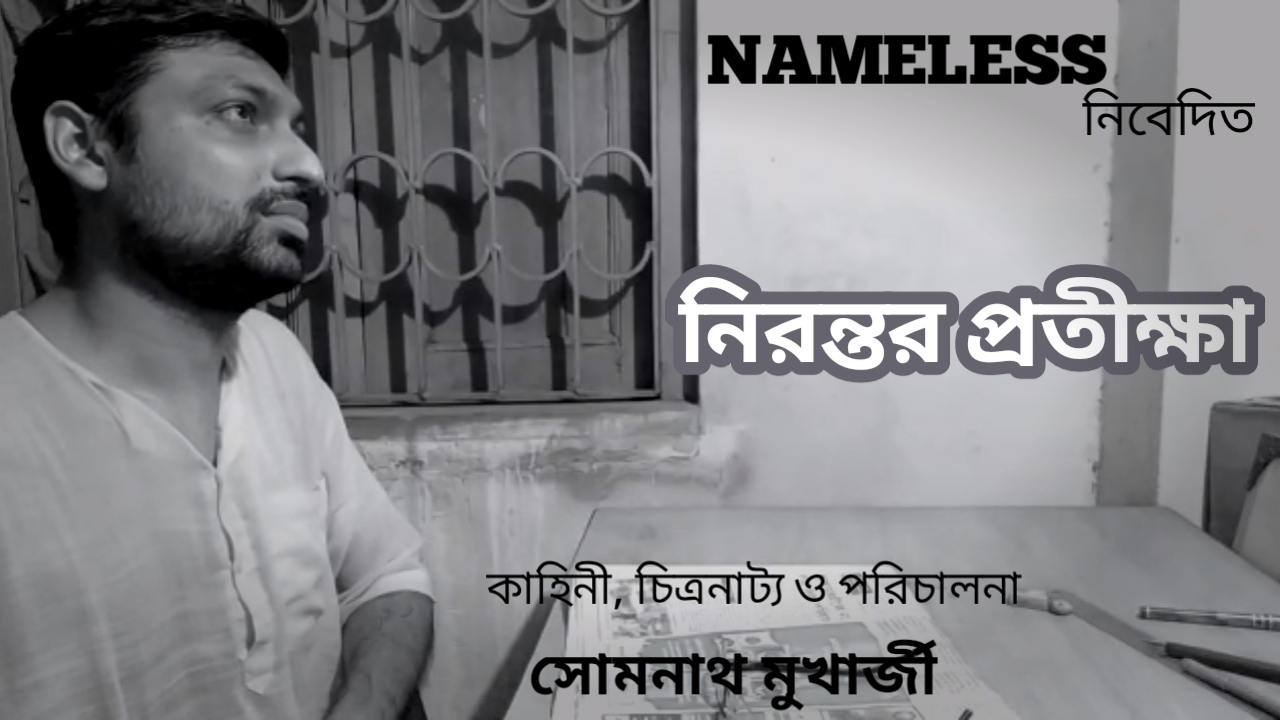 NAMELESS
নিবেদিত
নিরন্তর প্রতীক্ষা
কাহিনী, চিত্রনাট্য ও পরিচালনা
সোমনাথ মুখার্জী